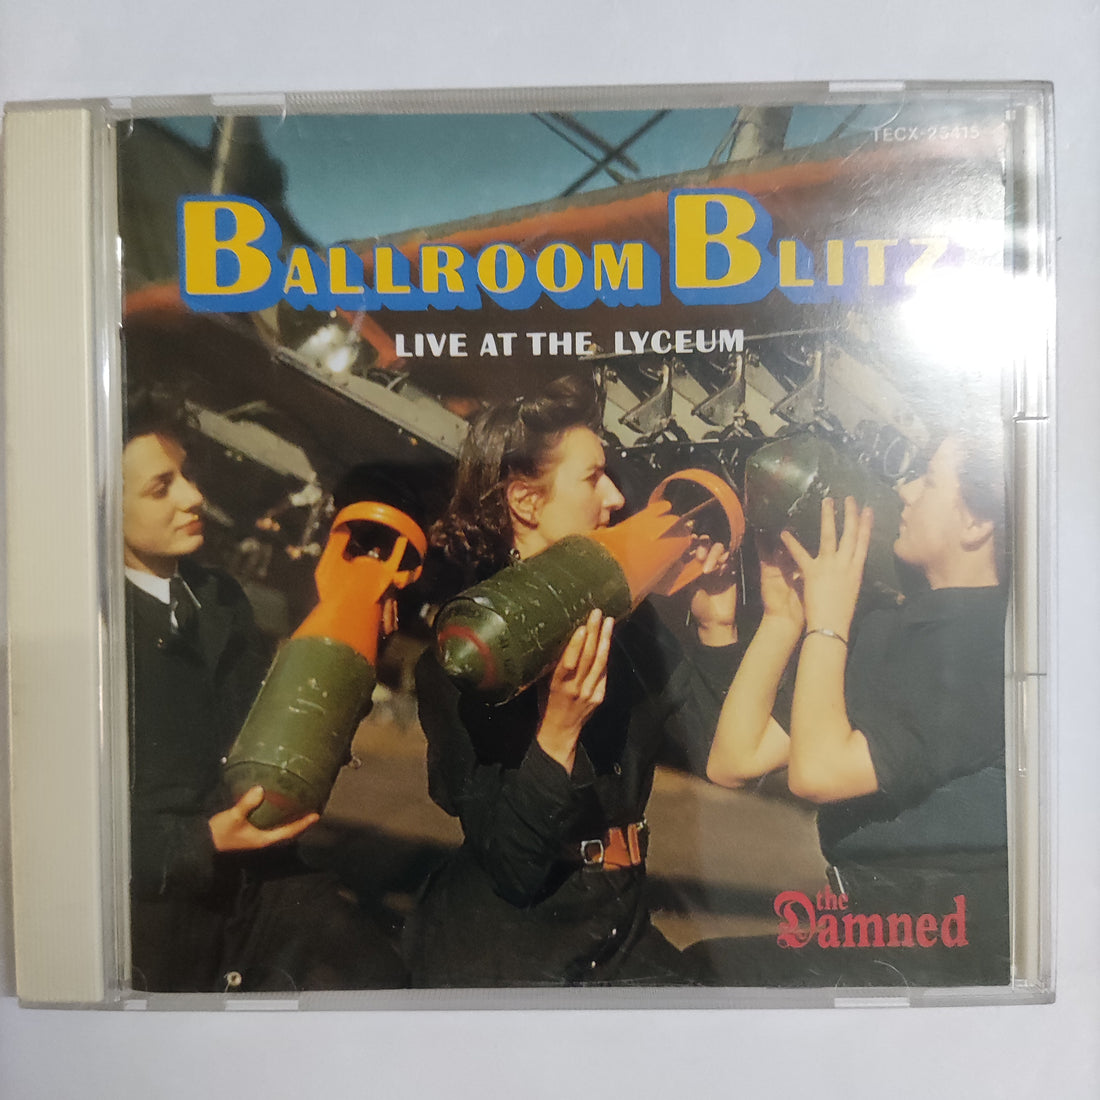 TECX-25415
BALLROOM BLITZ
LIVE AT THE LYCEUM
the
Damned